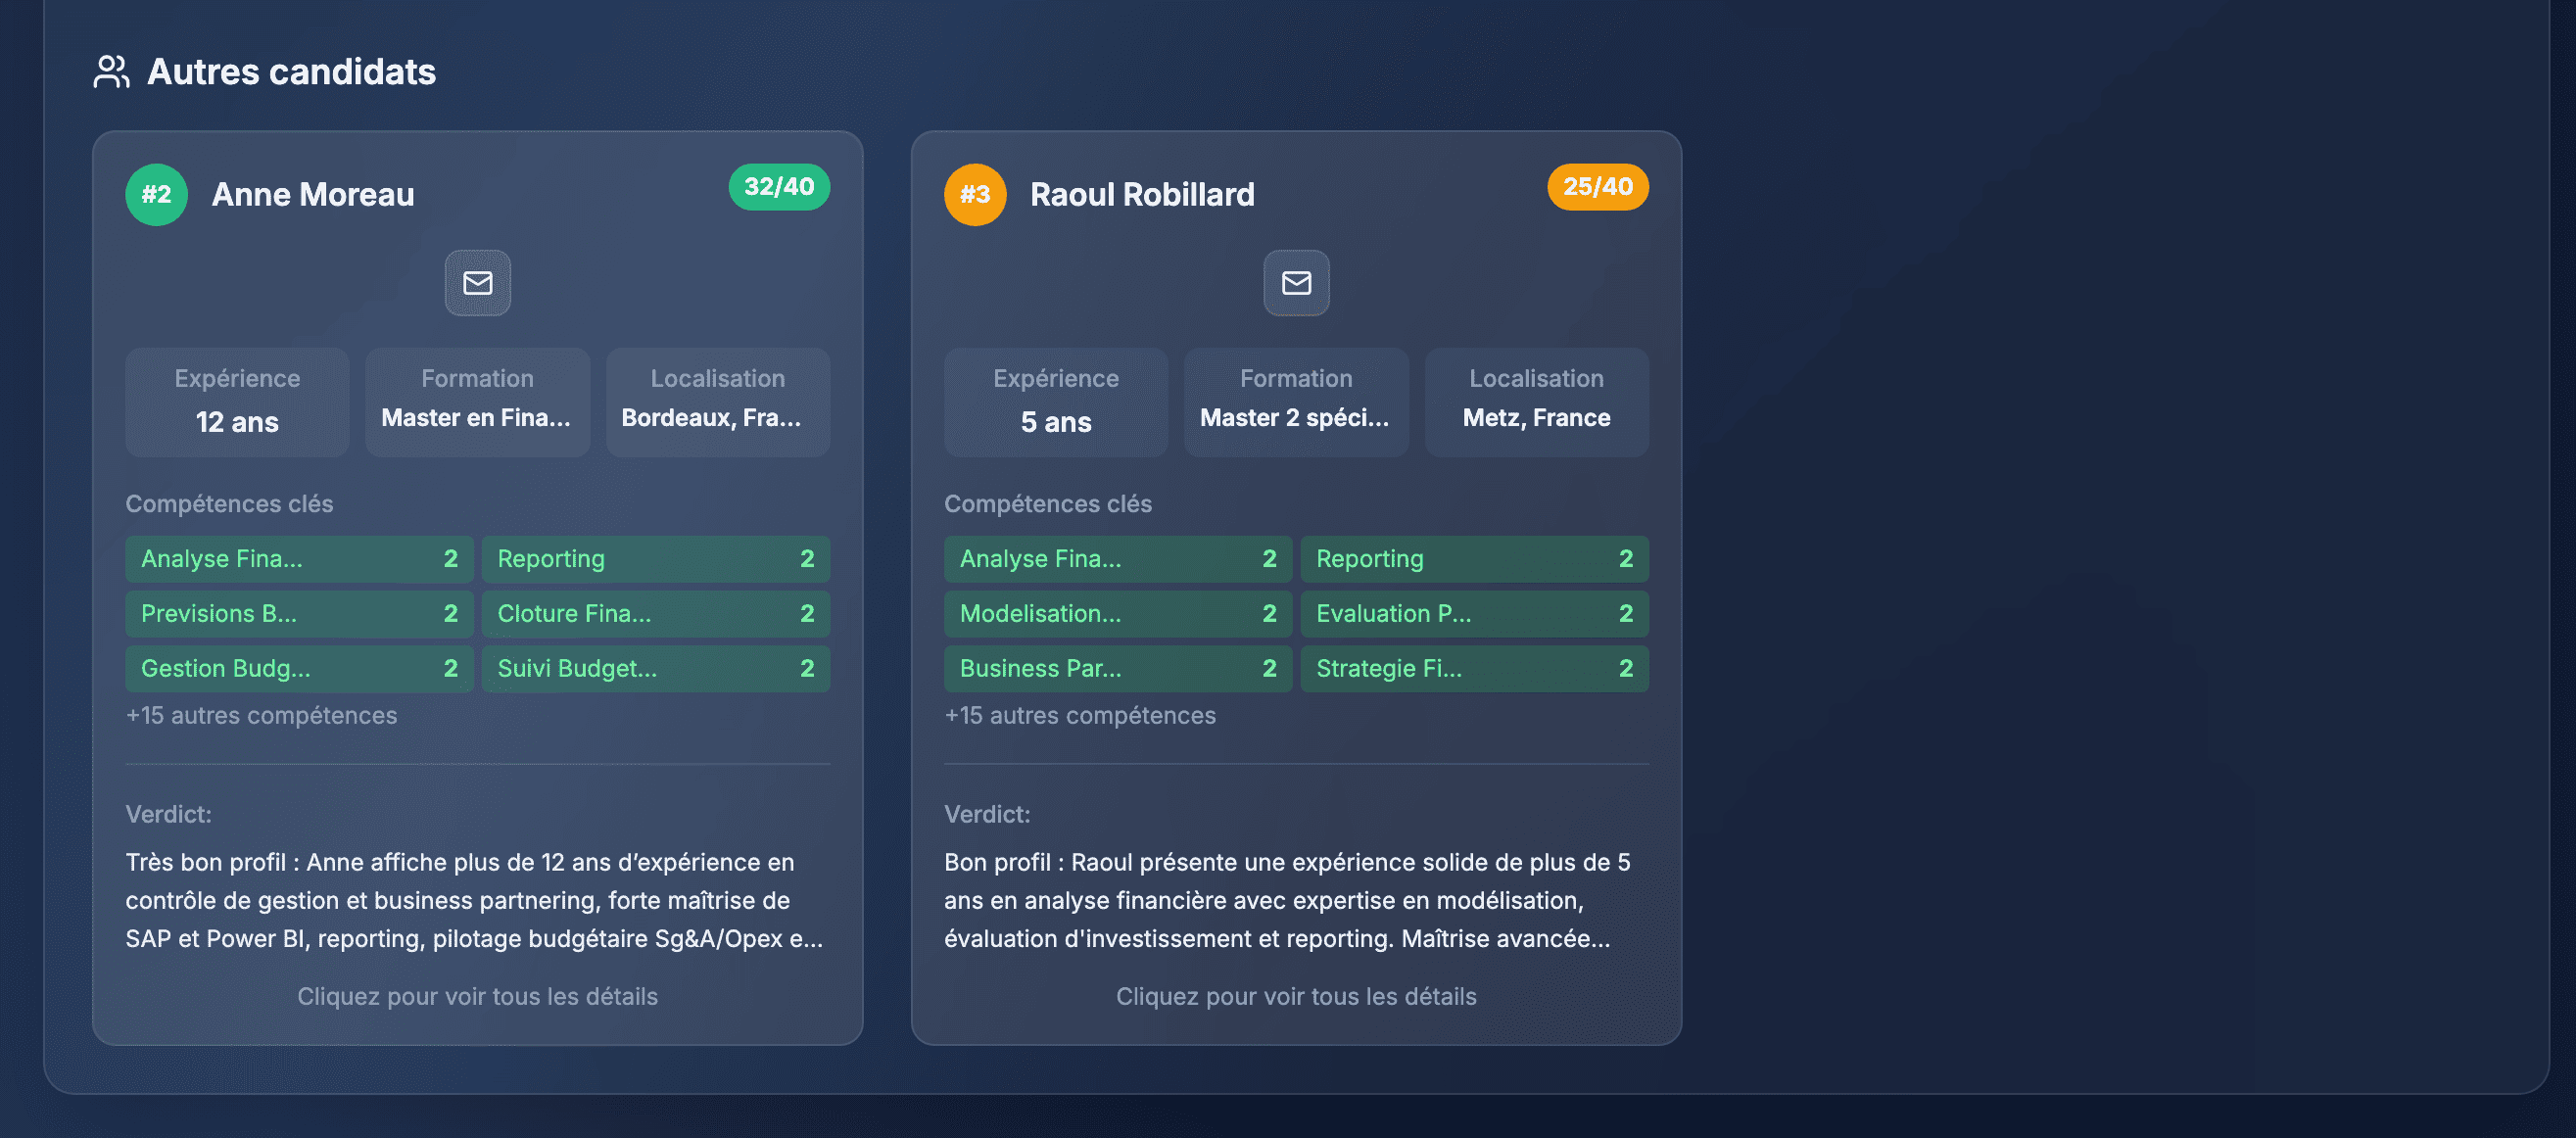 Autres candidats
#2 Anne Moreau 32/40
Expérience Formation Localisation
12 ans Master en Fina... Bordeaux, Fra...
Compétences clés
Analyse Fina... 2 Reporting 2
Previsions B... 2 Cloture Fina... 2
Gestion Budg... 2 Suivi Budget... 2
+15 autres compétences
Verdict:
Très bon profil : Anne affiche plus de 12 ans d’expérience en
contrôle de gestion et business partnering, forte maîtrise de
SAP et Power BI, reporting, pilotage budgétaire Sg&A/Opex e...
Cliquez pour voir tous les détails
#3 Raoul Robillard 25/40
Expérience Formation Localisation
5 ans Master 2 spéci... Metz, France
Compétences clés
Analyse Fina... 2 Reporting 2
Modelisation... 2 Evaluation P... 2
Business Par... 2 Strategie Fi... 2
+15 autres compétences
Verdict:
Bon profil : Raoul présente une expérience solide de plus de 5
ans en analyse financière avec expertise en modélisation,
évaluation d'investissement et reporting. Maîtrise avancée...
Cliquez pour voir tous les détails